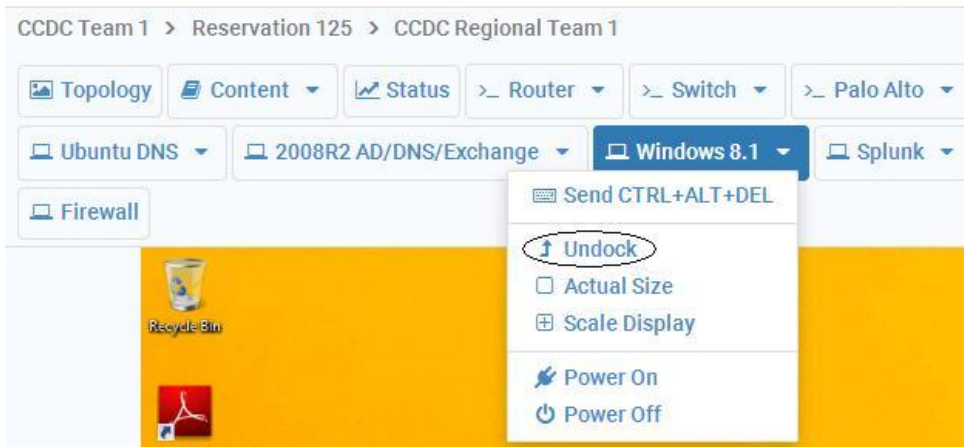 CCDC Team 1 > Reservation 125 > CCDC Regional Team 1
Topology Content Status >_ Router >_ Switch >_ Palo Alto
Ubuntu DNS 2008R2 AD/DNS/Exchange Windows 8.1 Splunk
Firewall
Send CTRL+ALT+DEL
Undock
Actual Size
Scale Display
Power On
Power Off
Recycle Bin